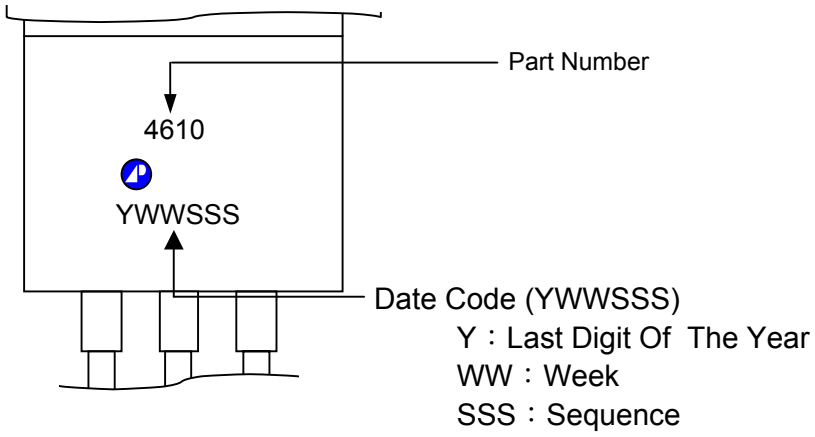 Part Number
4610
YWWSSS
Date Code (YWWSSS)
Y：Last Digit Of The Year
WW：Week
SSS：Sequence